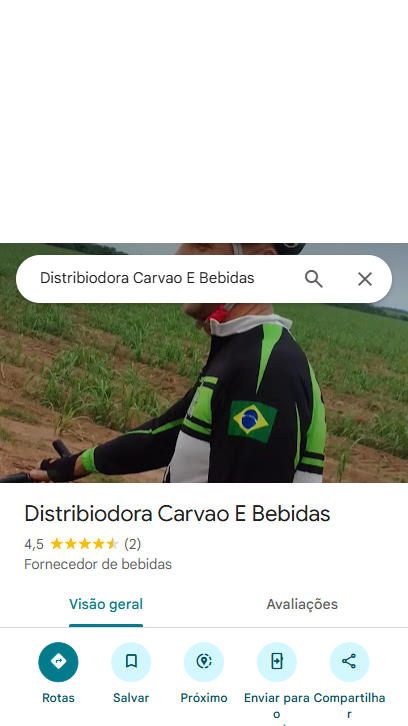 Distribiodora Carvao E Bebidas
Distribiodora Carvao E Bebidas
4,5 (2)
Fornecedor de bebidas
Visão geral Avaliações
Rotas Salvar Próximo Enviar para o Compartilhar